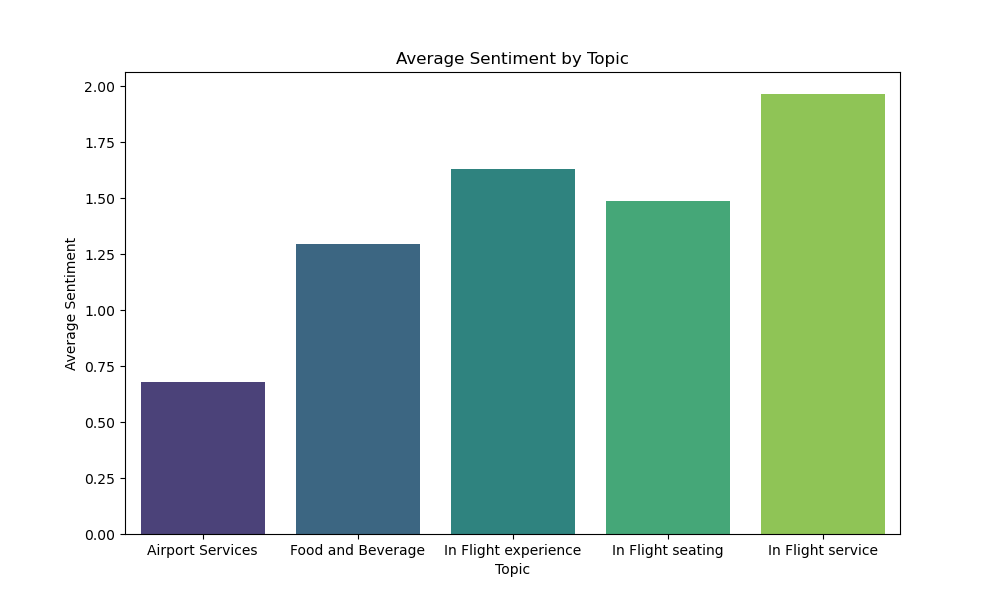 Average Sentiment by Topic
Average Sentiment
2.00
1.75
1.50
1.25
1.00
0.75
0.50
0.25
0.00
Airport Services
Food and Beverage
In Flight experience
In Flight seating
In Flight service
Topic